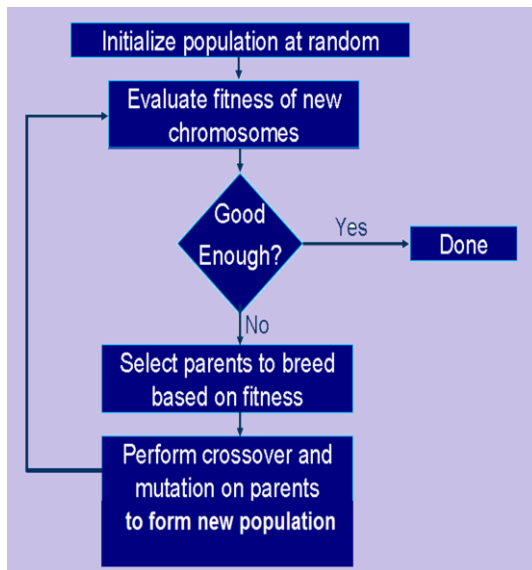 Initialize population at random
Evaluate fitness of new
chromosomes
Good
Enough?
Yes
Done
No
Select parents to breed
based on fitness
Perform crossover and
mutation on parents
to form new population